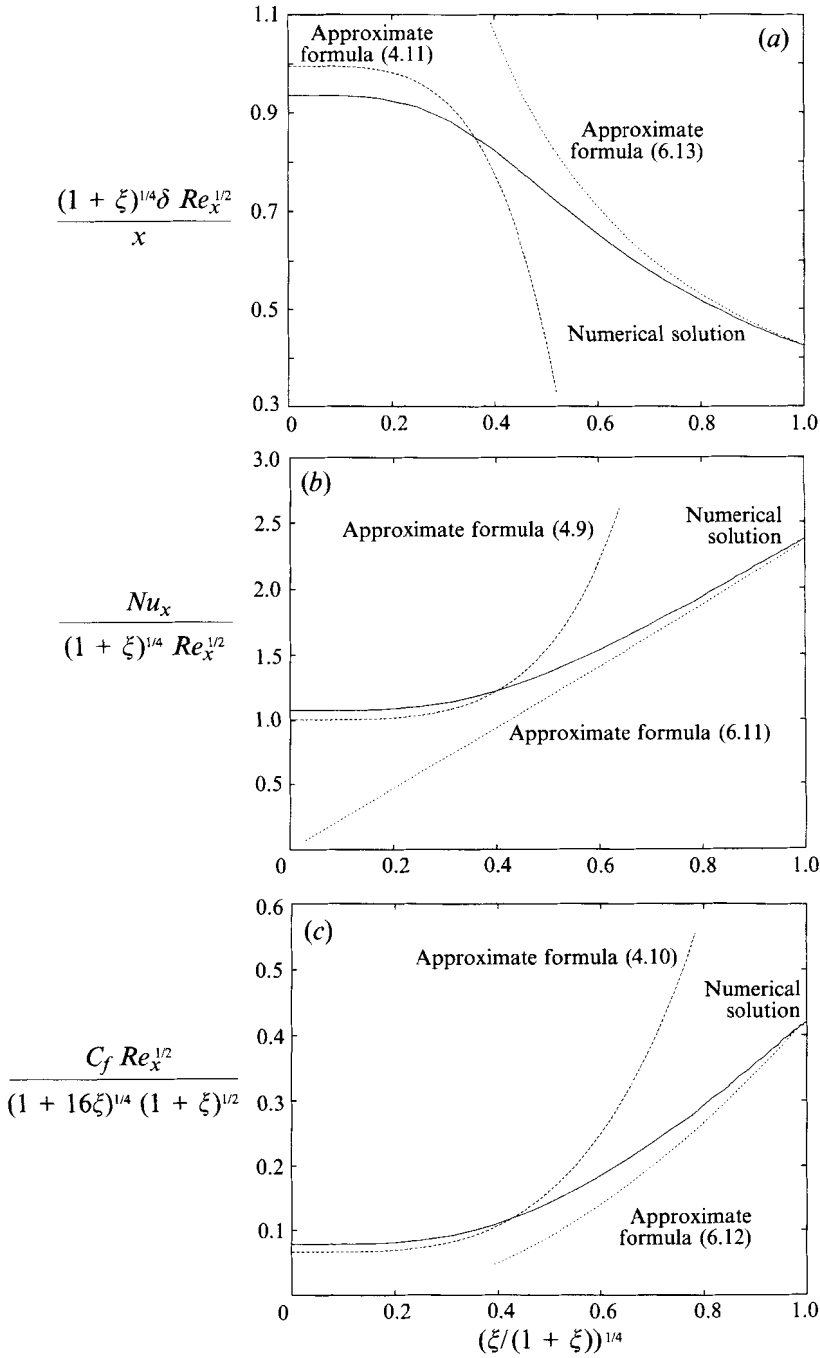 1.1
0.9
0.7
0.5
0.3
0
0.2
0.4
0.6
0.8
1.0
(a)
Approximate
formula (4.11)
Approximate
formula (6.13)
Numerical solution
(1 + ξ)^{1/4} δ Re_x^{1/2}
x
3.0
2.5
2.0
1.5
1.0
0.5
0
0.2
0.4
0.6
0.8
1.0
(b)
Approximate formula (4.9)
Numerical
solution
Approximate formula (6.11)
Nu_x
(1 + ξ)^{1/4} Re_x^{1/2}
0.6
0.5
0.4
0.3
0.2
0.1
0
0.2
0.4
0.6
0.8
1.0
(c)
Approximate formula (4.10)
Numerical
solution
Approximate
formula (6.12)
C_f Re_x^{1/2}
(1 + 16ξ)^{1/4} (1 + ξ)^{1/2}
(ξ/(1 + ξ))^{1/4}